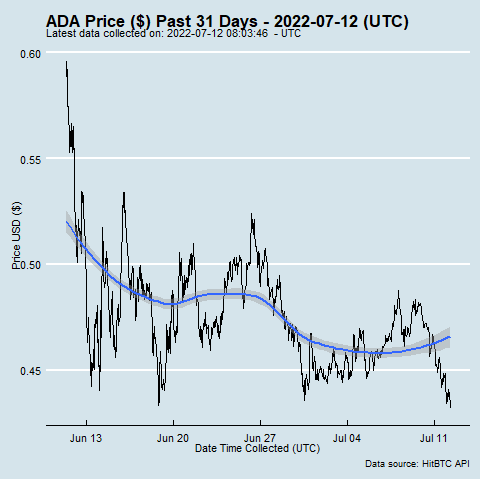 ADA Price ($) Past 31 Days - 2022-07-12 (UTC)
Latest data collected on: 2022-07-12 08:03:46 - UTC
0.60
0.55
0.50
0.45
Price USD ($)
Jun 13
Jun 20
Jun 27
Jul 04
Jul 11
Date Time Collected (UTC)
Data source: HitBTC API